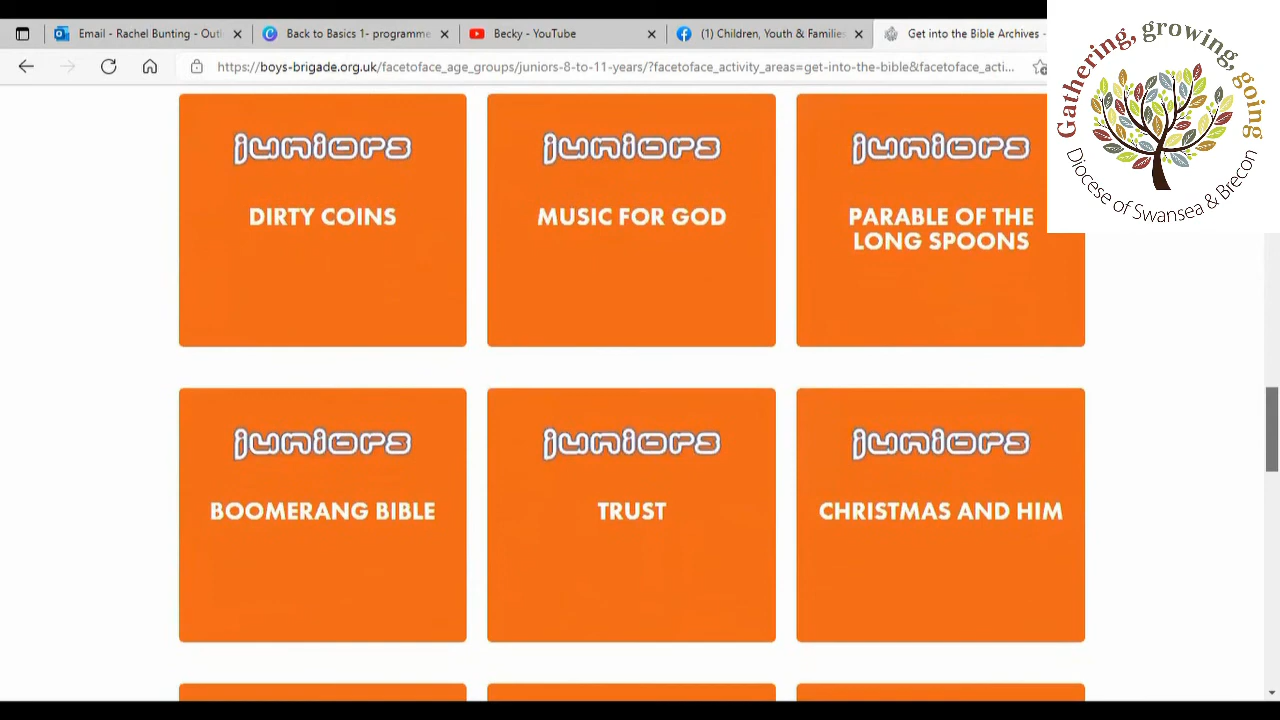 Email - Rachel Bunting - Outl
Back to Basics 1- programme
Becky - YouTube
(1) Children, Youth & Families
Get into the Bible Archives -
https://boys-brigade.org.uk/facetoface_age_groups/juniors-8-to-11-years/?facetoface_activity_areas=get-into-the-bible&facetoface_acti...
Gathering, growing, going
Diocese of Swansea & Brecon
juniors
DIRTY COINS
juniors
MUSIC FOR GOD
juniors
PARABLE OF THE
LONG SPOONS
juniors
BOOMERANG BIBLE
juniors
TRUST
juniors
CHRISTMAS AND HIM